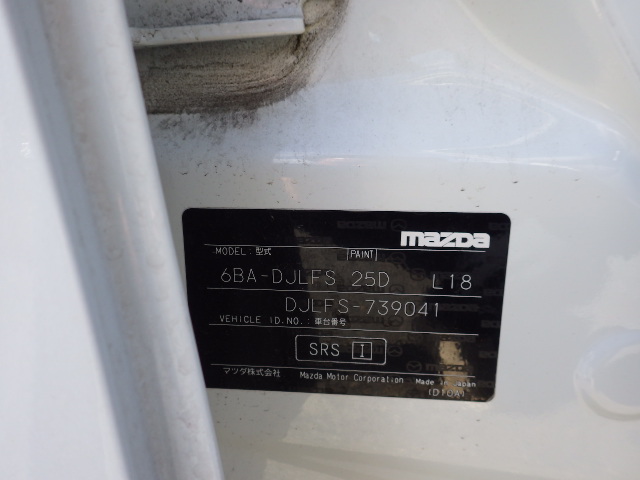 mazda
MODEL:型式 [PAINT]
6BA-DJLFS 25D L18
DJLFS-739041
VEHICLE ID.NO.:車台番号
SRS I
マツダ株式会社 Mazda Motor Corporation Made in Japan